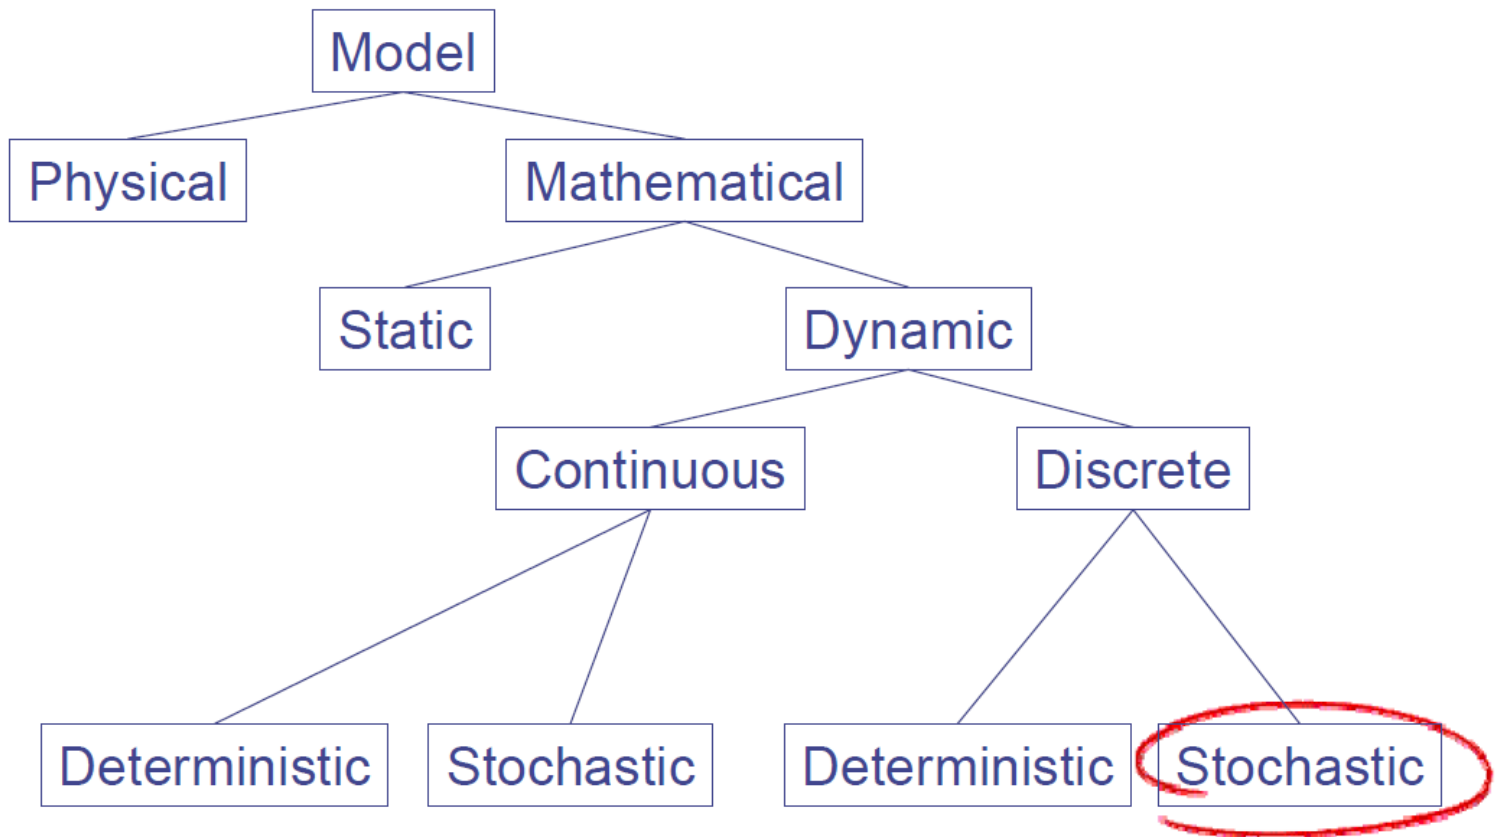 Model
Physical
Mathematical
Static
Dynamic
Continuous
Discrete
Deterministic
Stochastic
Deterministic
Stochastic